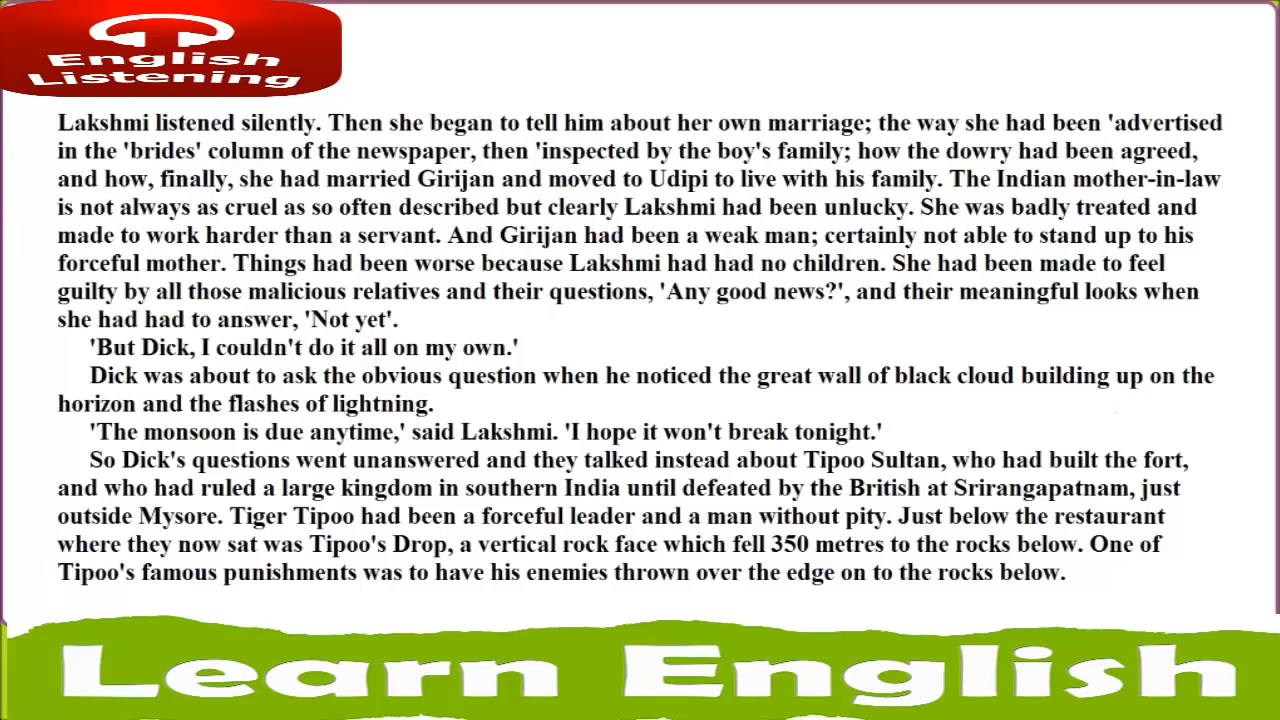 English
Listening
Lakshmi listened silently. Then she began to tell him about her own marriage; the way she had been 'advertised
in the 'brides' column of the newspaper, then 'inspected by the boy's family; how the dowry had been agreed,
and how, finally, she had married Girijan and moved to Udipi to live with his family. The Indian mother-in-law
is not always as cruel as so often described but clearly Lakshmi had been unlucky. She was badly treated and
made to work harder than a servant. And Girijan had been a weak man; certainly not able to stand up to his
forceful mother. Things had been worse because Lakshmi had had no children. She had been made to feel
guilty by all those malicious relatives and their questions, 'Any good news?', and their meaningful looks when
she had had to answer, 'Not yet'.
'But Dick, I couldn't do it all on my own.'
Dick was about to ask the obvious question when he noticed the great wall of black cloud building up on the
horizon and the flashes of lightning.
'The monsoon is due anytime,' said Lakshmi. 'I hope it won't break tonight.'
So Dick's questions went unanswered and they talked instead about Tipoo Sultan, who had built the fort,
and who had ruled a large kingdom in southern India until defeated by the British at Srirangapatnam, just
outside Mysore. Tiger Tipoo had been a forceful leader and a man without pity. Just below the restaurant
where they now sat was Tipoo's Drop, a vertical rock face which fell 350 metres to the rocks below. One of
Tipoo's famous punishments was to have his enemies thrown over the edge on to the rocks below.
Learn English